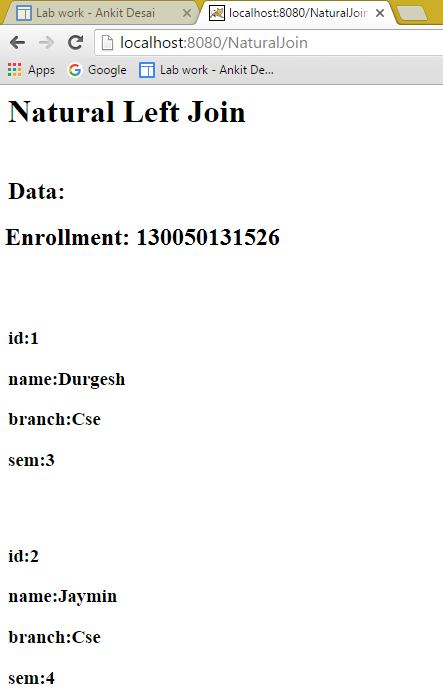 Lab work - Ankit Desai
localhost:8080/NaturalJoin
localhost:8080/NaturalJoin
Apps
Google
Lab work - Ankit De...
Natural Left Join
Data:
Enrollment: 130050131526
id:1
name:Durgesh
branch:Cse
sem:3
id:2
name:Jaymin
branch:Cse
sem:4